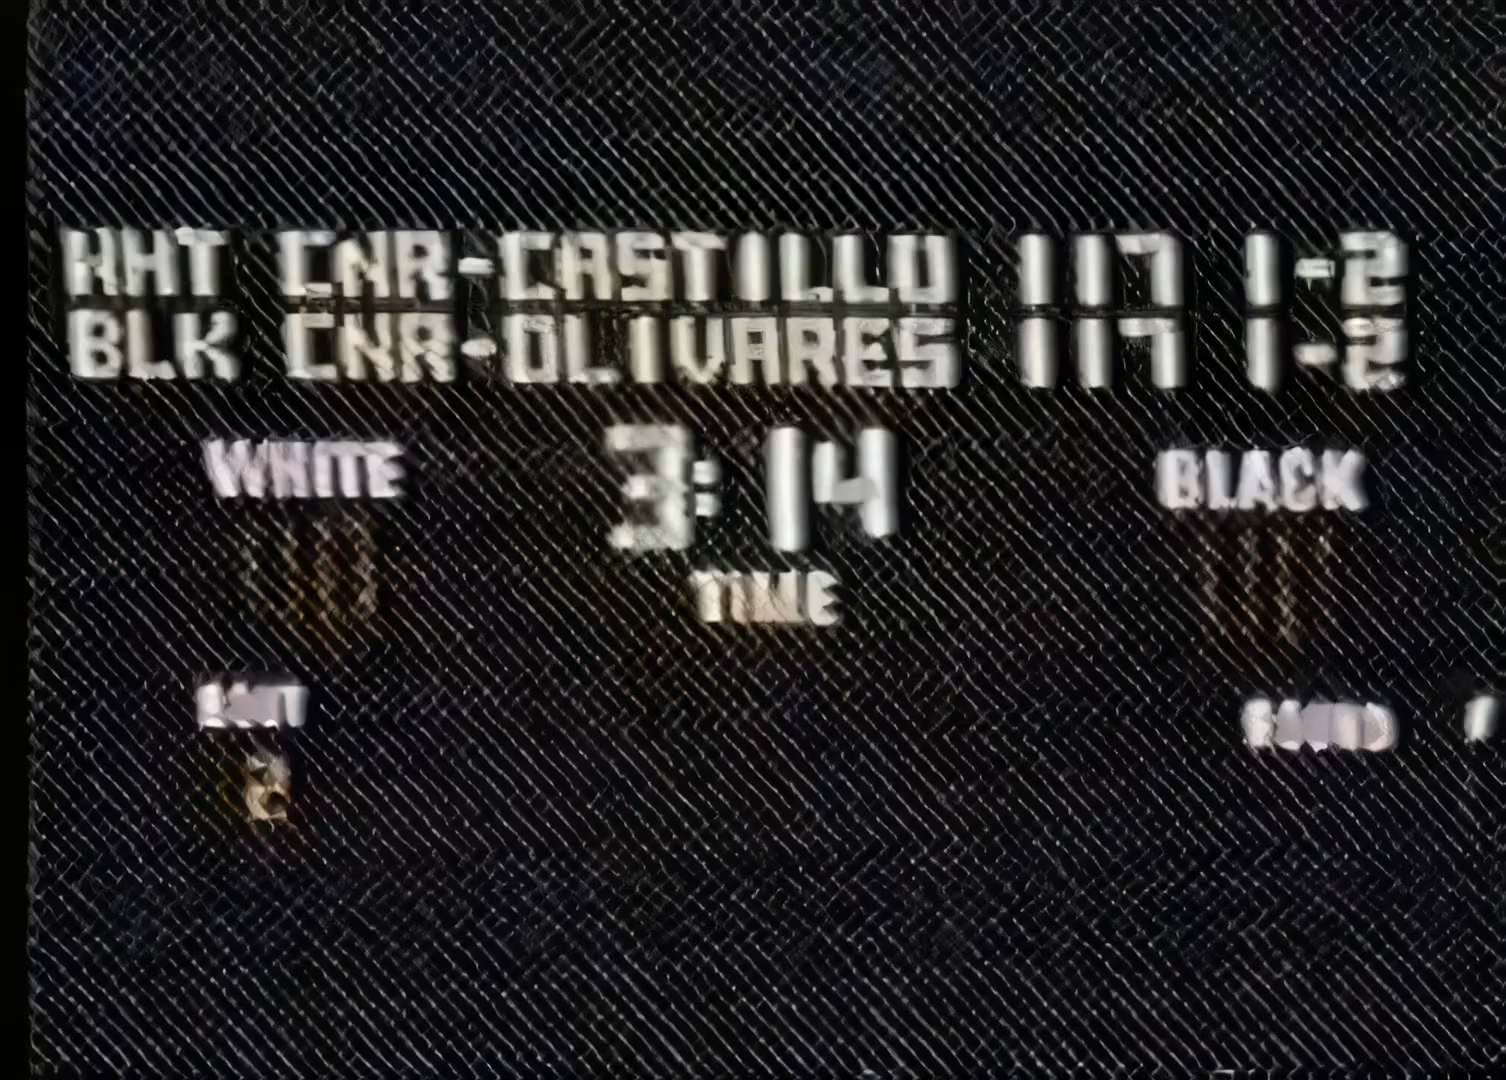 WHT CNR-CASTILLO 117 1-2
BLK CNR-OLIVARES 117 1-2
WHITE 3:14 BLACK
TIME